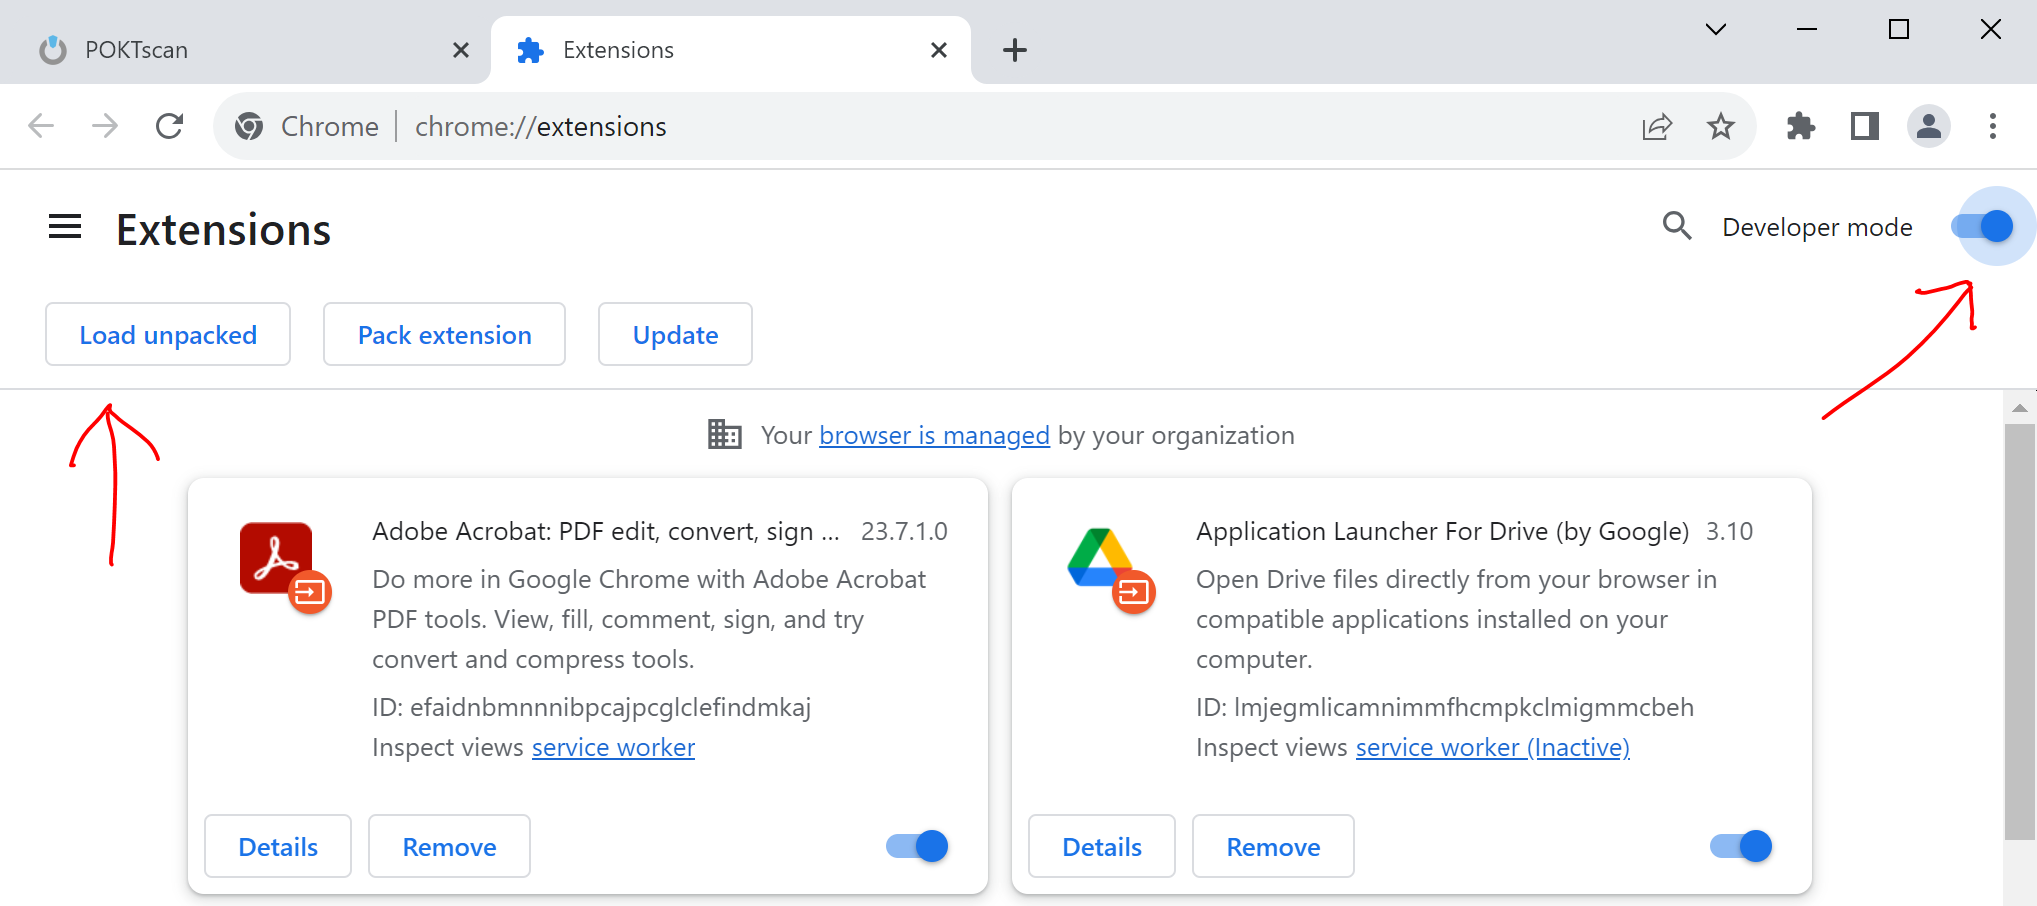 POKTscan
Extensions
Chrome
chrome://extensions
Extensions
Developer mode
Load unpacked
Pack extension
Update
Your browser is managed by your organization
Adobe Acrobat: PDF edit, convert, sign ... 23.7.1.0
Do more in Google Chrome with Adobe Acrobat
PDF tools. View, fill, comment, sign, and try
convert and compress tools.
ID: efaidnbmnnnibpcajpcglclefindmkaj
Inspect views service worker
Details
Remove
Application Launcher For Drive (by Google) 3.10
Open Drive files directly from your browser in
compatible applications installed on your
computer.
ID: lmjegmlicamnimmfhcmpkclmigmmcbeh
Inspect views service worker (Inactive)
Details
Remove